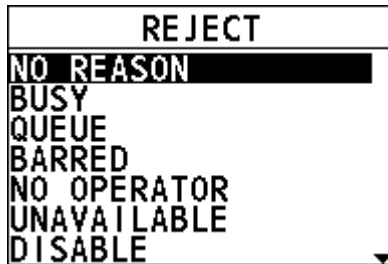 REJECT
NO REASON
BUSY
QUEUE
BARRED
NO OPERATOR
UNAVAILABLE
DISABLE